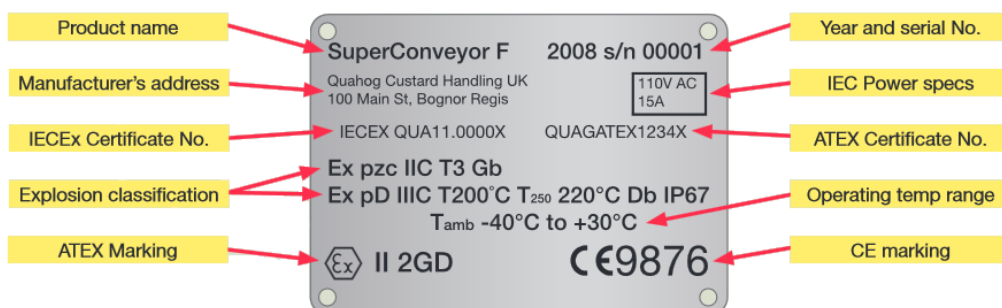 Product name
SuperConveyor F 2008 s/n 00001
Year and serial No.
Manufacturer's address
Quahog Custard Handling UK
100 Main St, Bognor Regis
110V AC
15A
IEC Power specs
IECEx Certificate No.
IECEX QUA11.0000X QUAGATEX1234X
ATEX Certificate No.
Explosion classification
Ex pzc IIC T3 Gb
Ex pD IIIC T200°C T250 220°C Db IP67
Tamb -40°C to +30°C
Operating temp range
ATEX Marking
Ex II 2GD
CE9876
CE marking